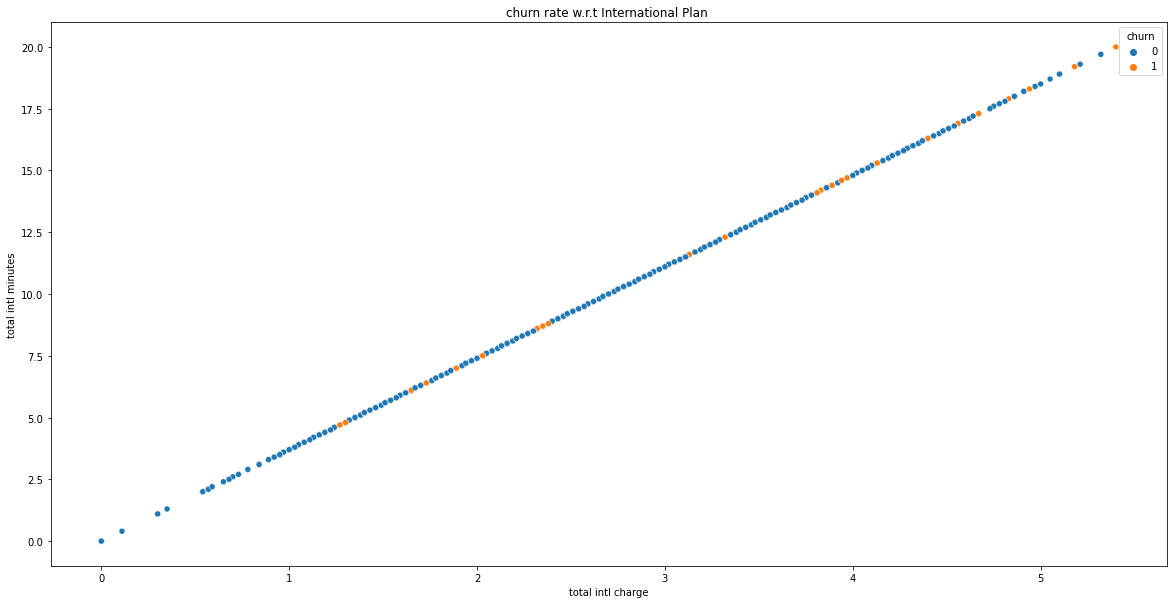 churn rate w.r.t International Plan
churn
0
1
total intl minutes
20.0
17.5
15.0
12.5
10.0
7.5
5.0
2.5
0.0
0 1 2 3 4 5
total intl charge